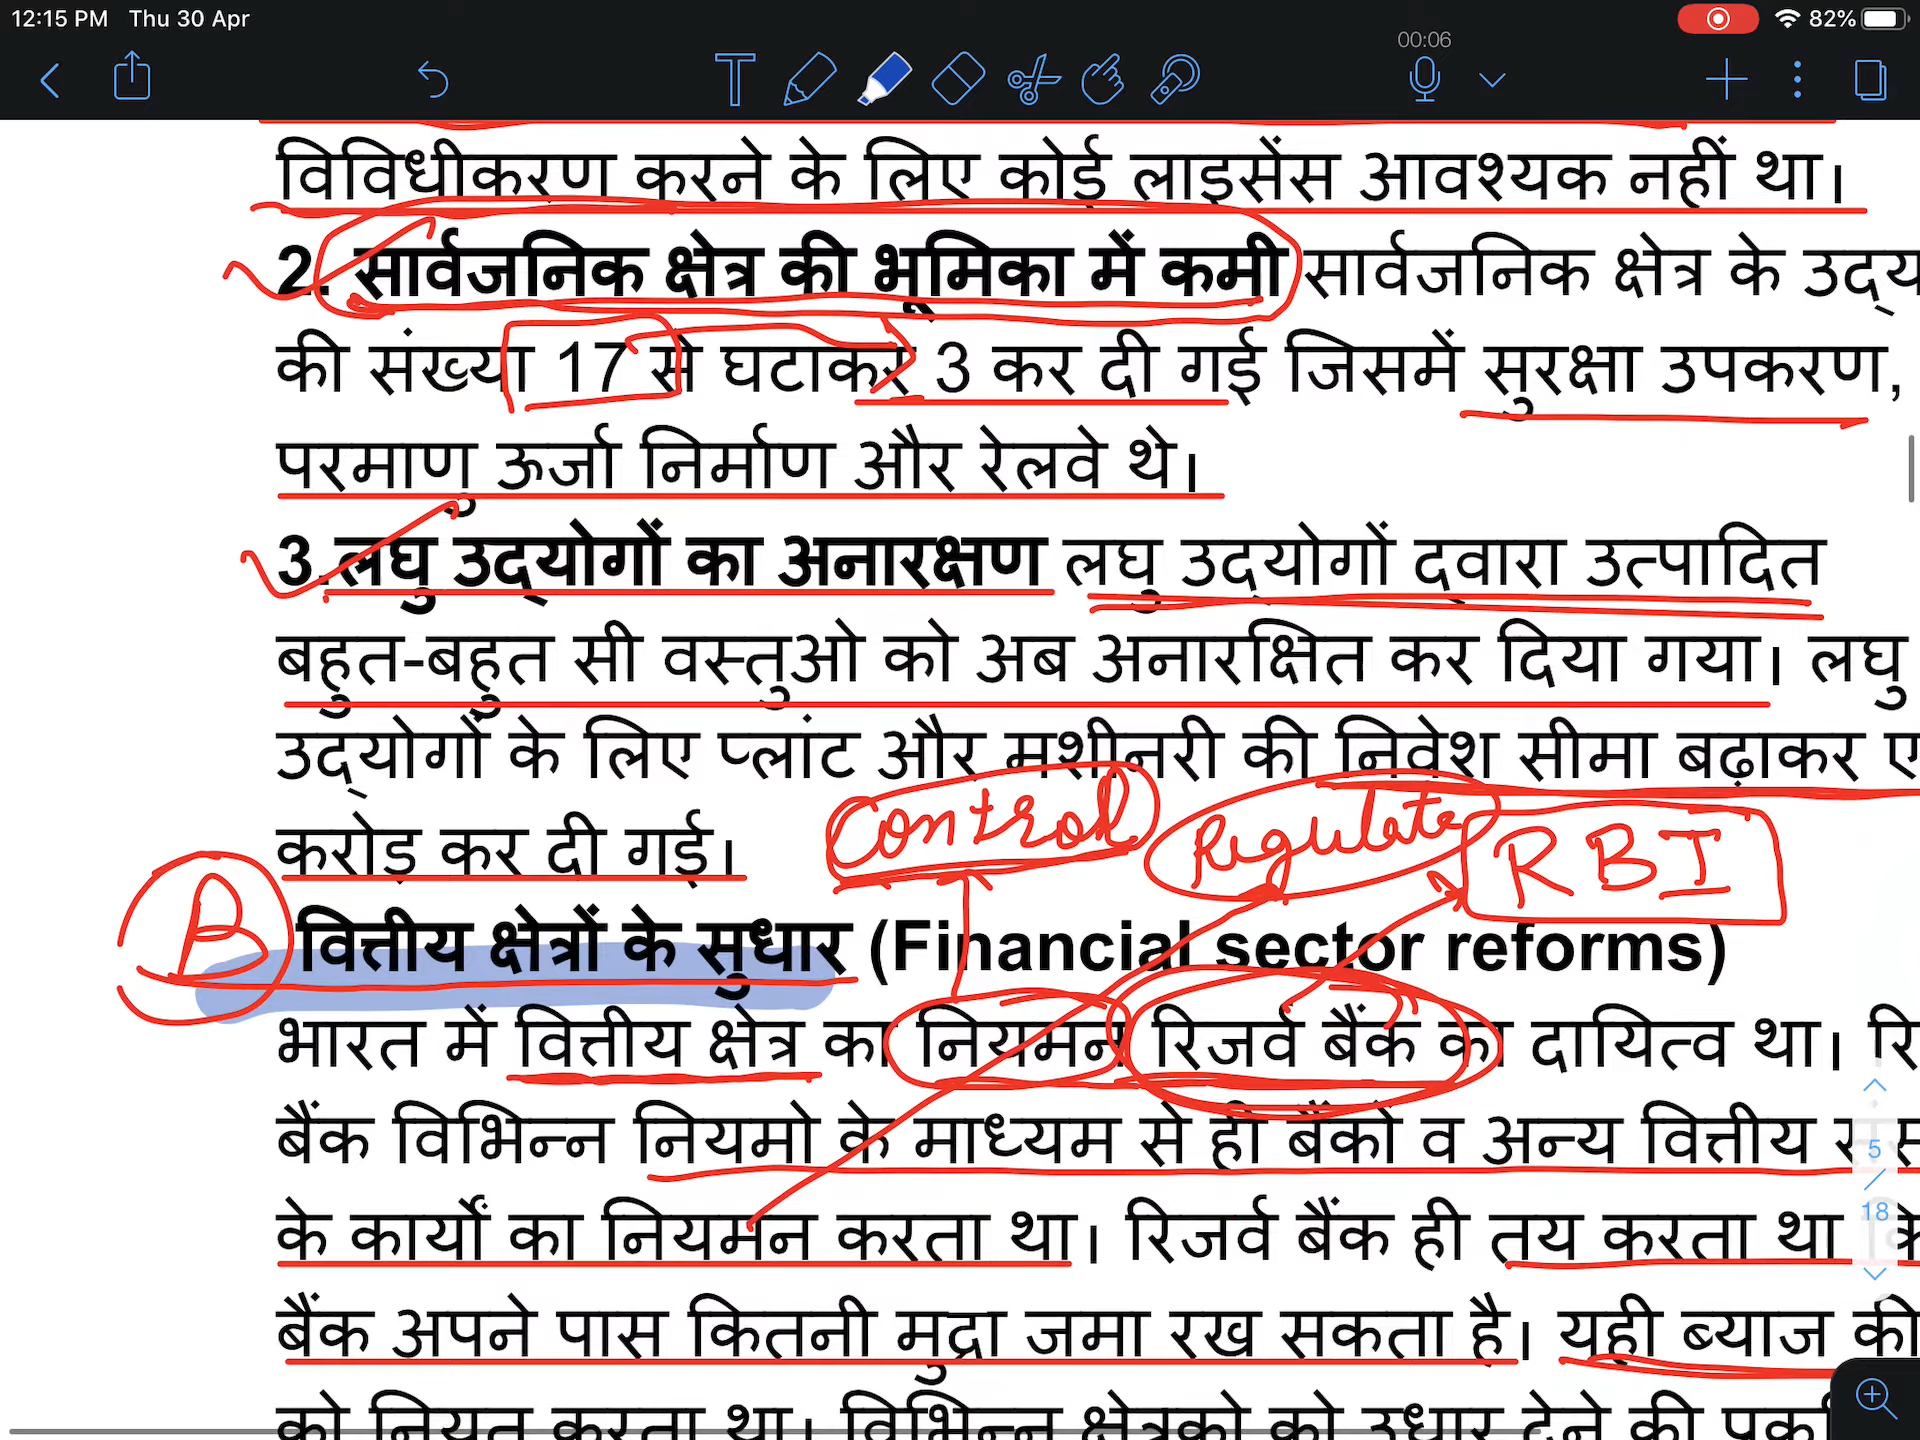 12:15 PM Thu 30 Apr 82%
00:06
विविधीकरण करने के लिए कोई लाइसेंस आवश्यक नहीं था।
2. सार्वजनिक क्षेत्र की भूमिका में कमी सार्वजनिक क्षेत्र के उद्य
की संख्या 17 से घटाकर 3 कर दी गई जिसमें सुरक्षा उपकरण,
परमाणु ऊर्जा निर्माण और रेलवे थे।
3.लघु उद्योगों का अनारक्षण लघु उद्योगों द्वारा उत्पादित
बहुत-बहुत सी वस्तुओ को अब अनारक्षित कर दिया गया। लघु
उद्योगों के लिए प्लांट और मशीनरी की निवेश सीमा बढ़ाकर ए
करोड़ कर दी गई।
Control Regulate RBI
B वित्तीय क्षेत्रों के सुधार (Financial sector reforms)
भारत में वित्तीय क्षेत्र का नियमन रिजर्व बैंक का दायित्व था। रि
बैंक विभिन्न नियमो के माध्यम से ही बैंको व अन्य वित्तीय
के कार्यों का नियमन करता था। रिजर्व बैंक ही तय करता था
बैंक अपने पास कितनी मुद्रा जमा रख सकता है। यही ब्याज की
को नियत करता था। विभिन्न क्षेत्रको को उधार देने की
5
/
18